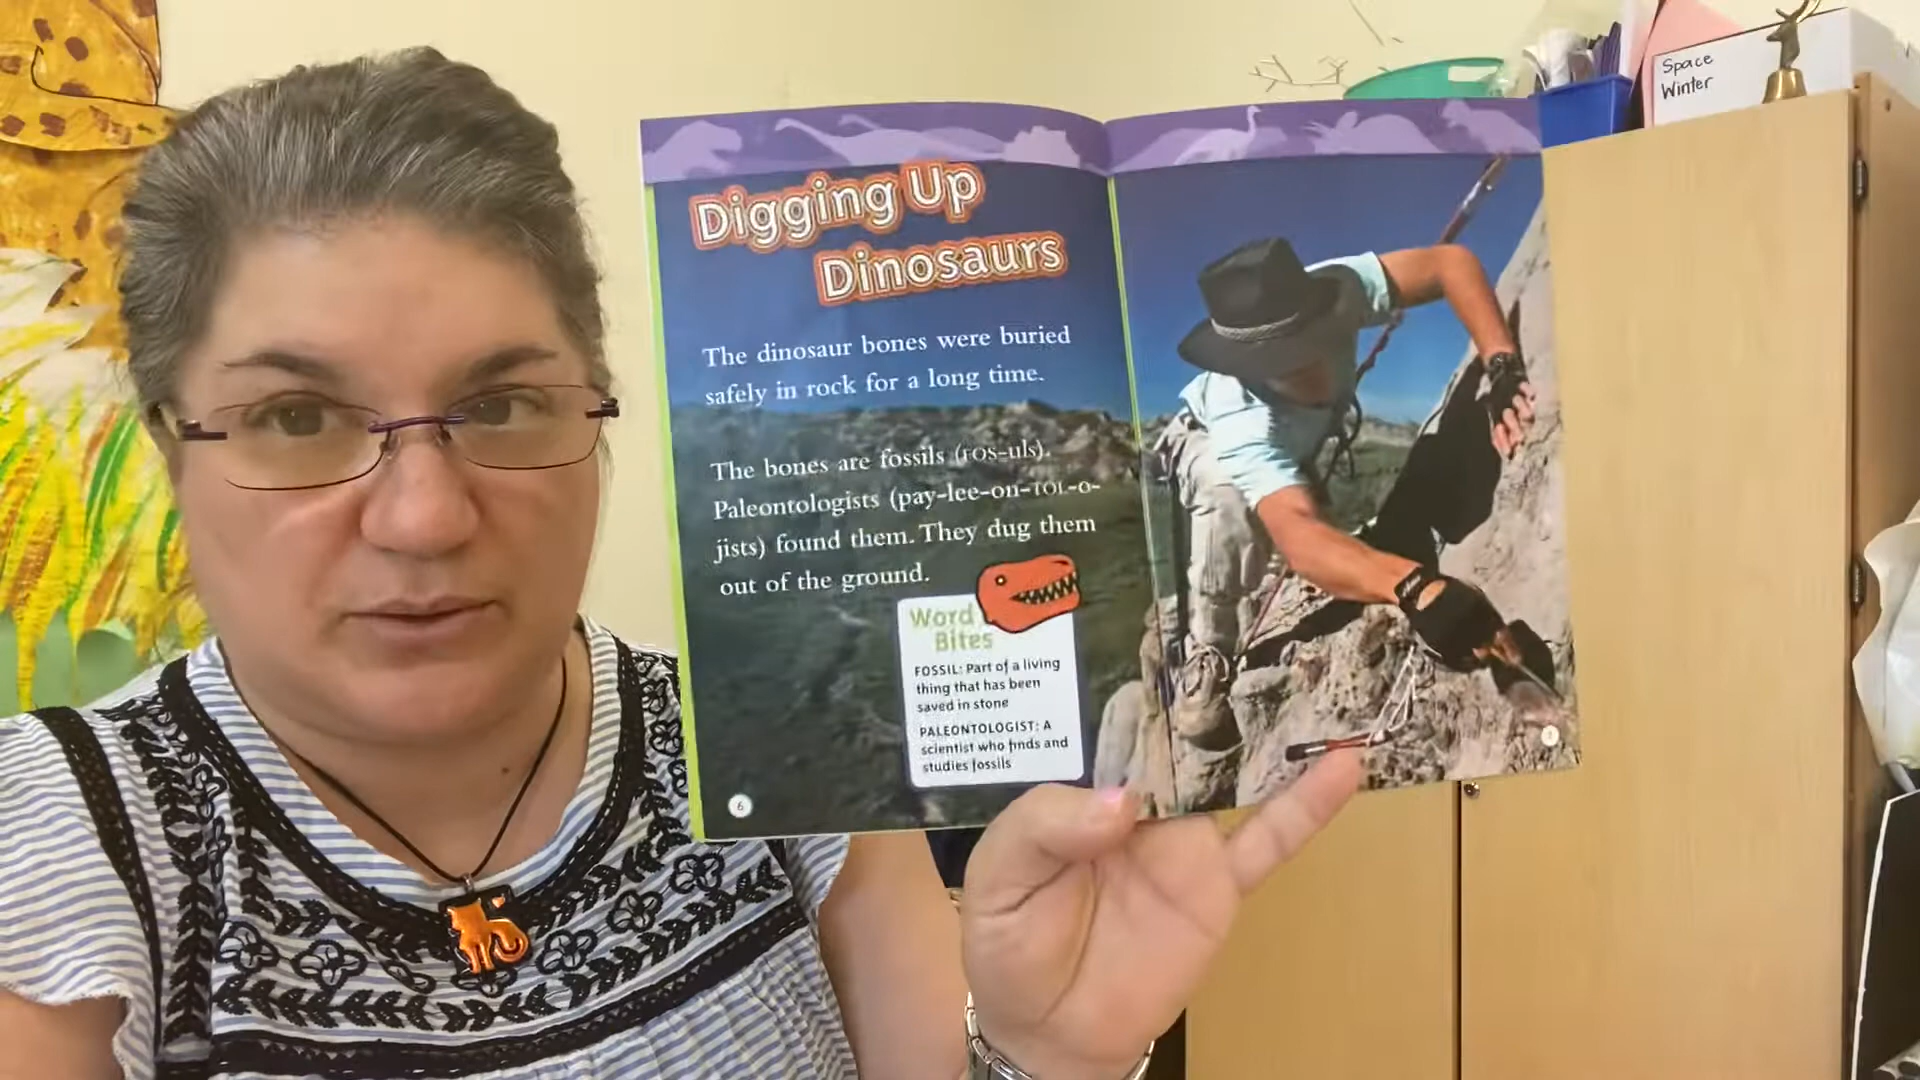 Digging Up
Dinosaurs
The dinosaur bones were buried
safely in rock for a long time.
The bones are fossils (FOS-uls).
Paleontologists (pay-lee-on-TOL-o-
jists) found them. They dug them
out of the ground.
Word
Bites
FOSSIL: Part of a living
thing that has been
saved in stone
PALEONTOLOGIST: A
scientist who finds and
studies fossils
6
7
Space
Winter